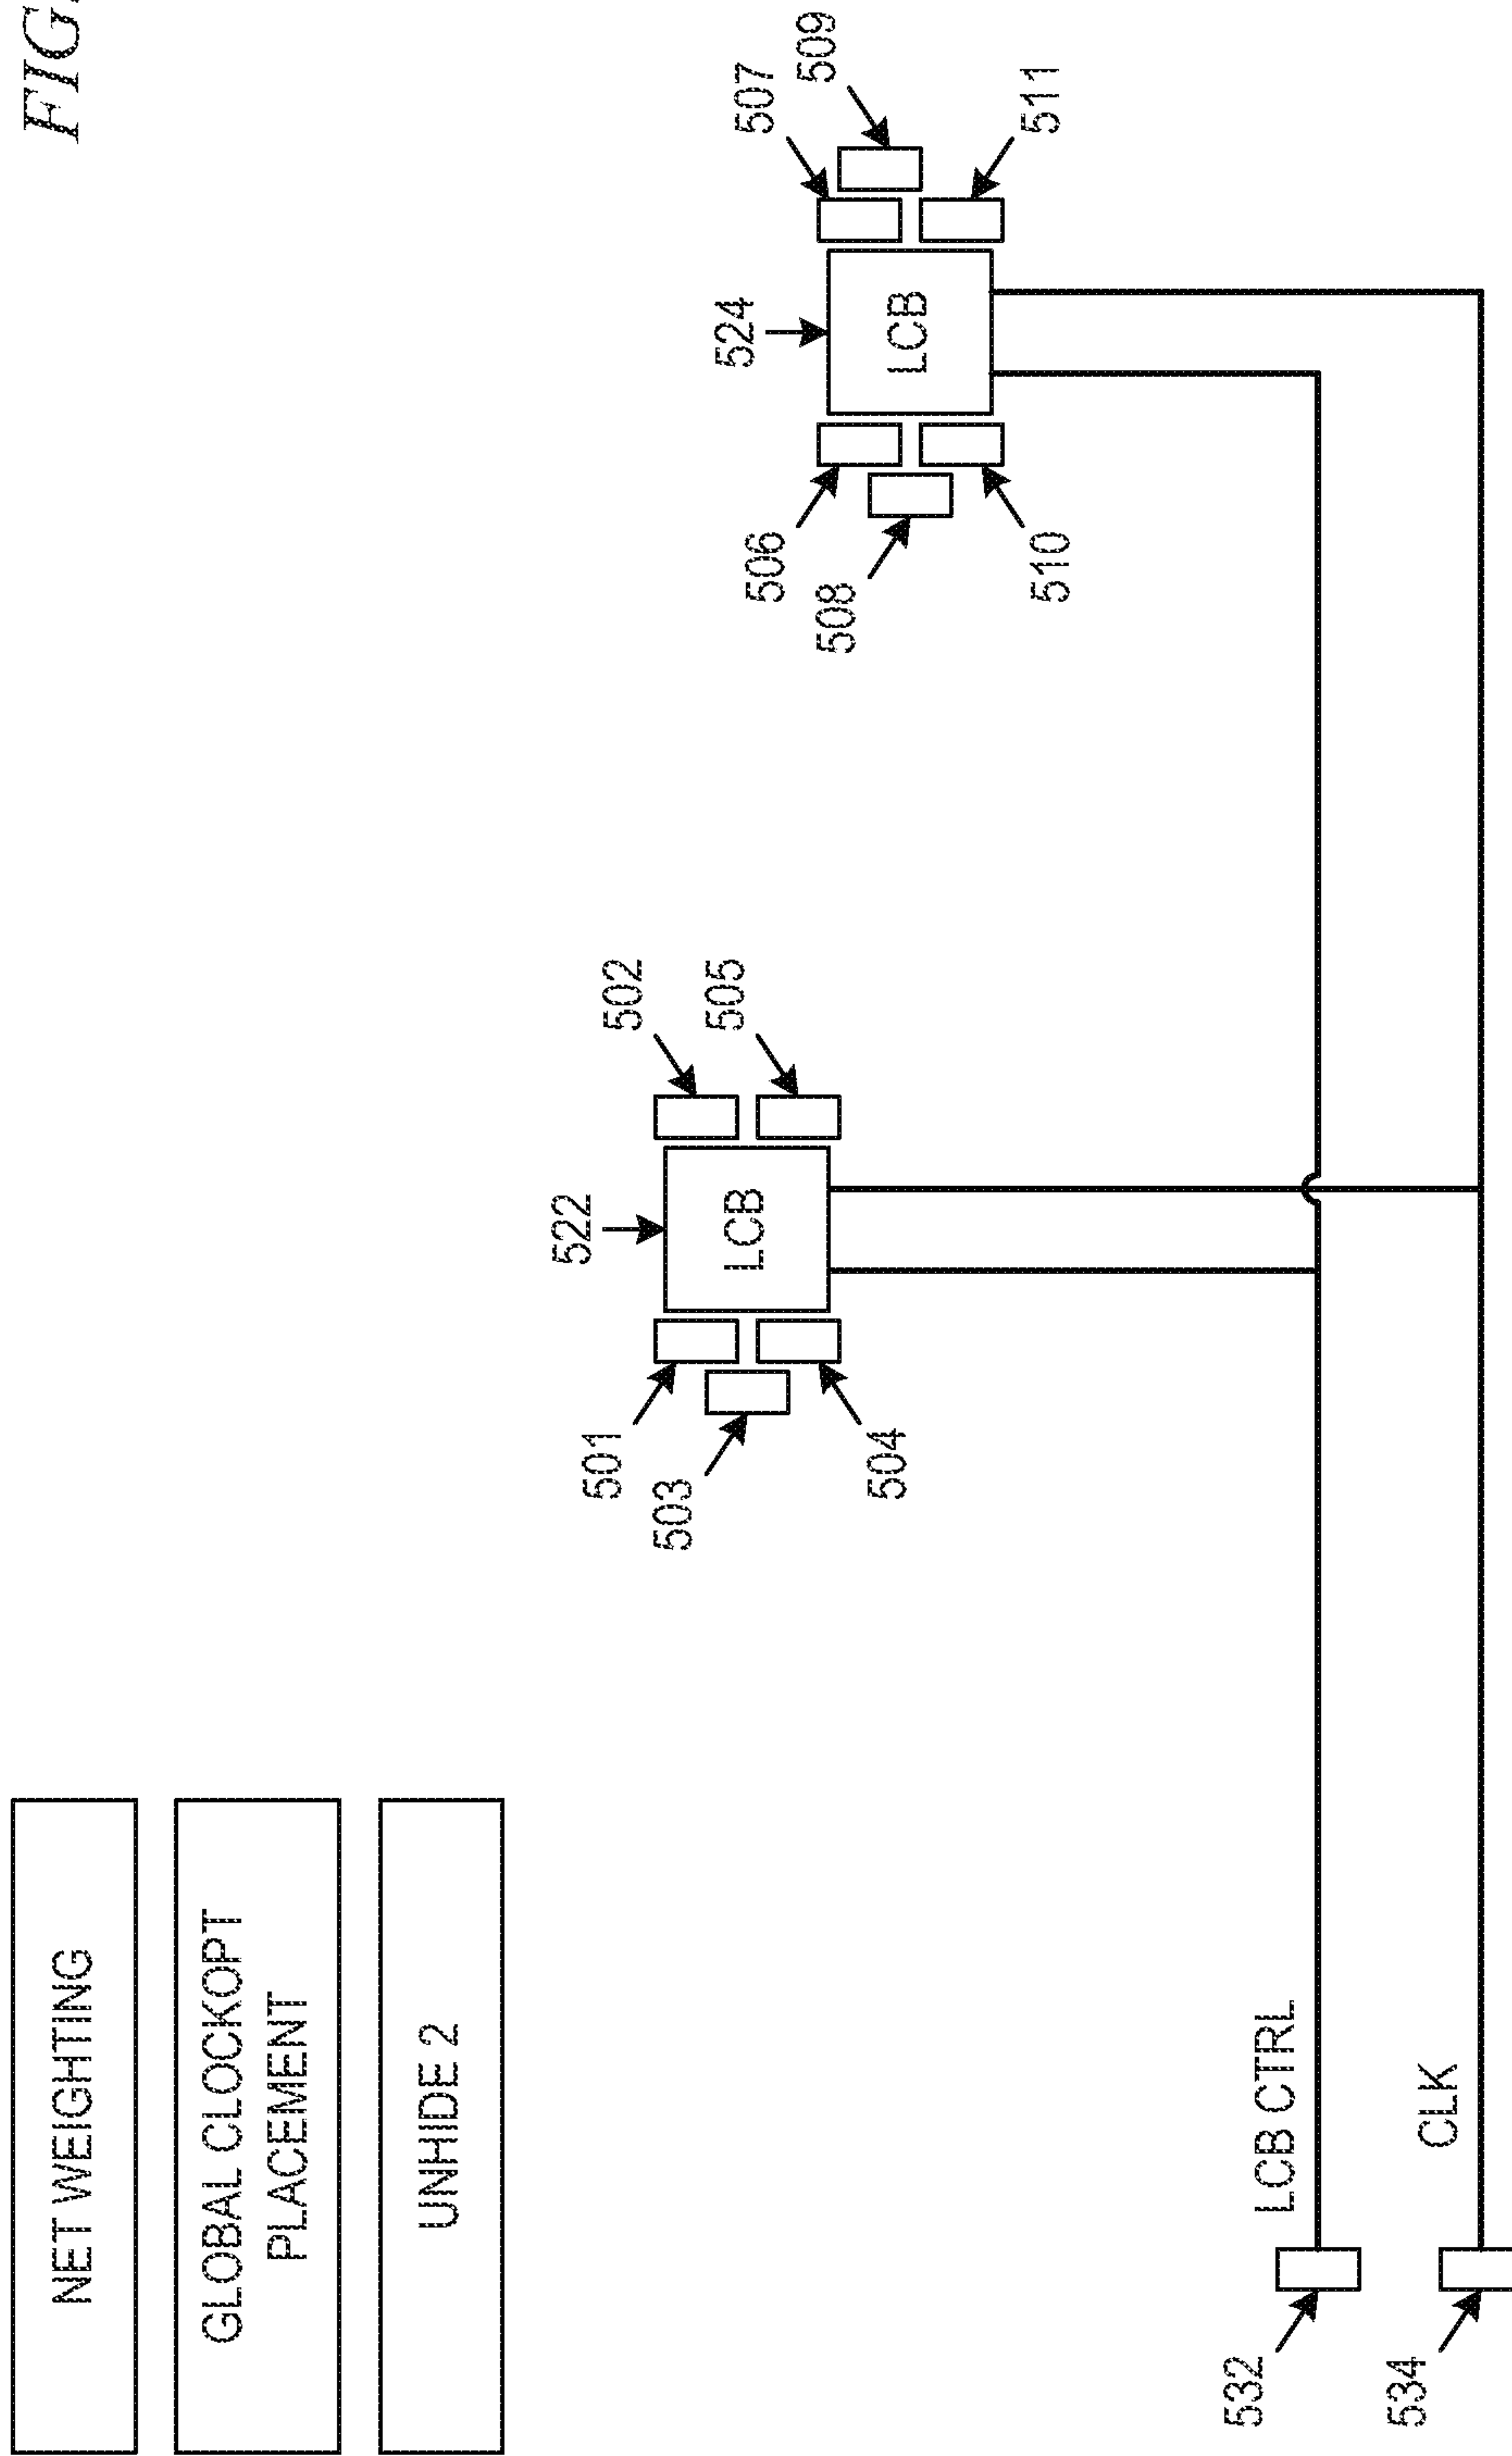 FIG.
NET WEIGHTING
GLOBAL CLOCKOPT
PLACEMENT
UNHIDE 2
522
501
502
503
LCB
505
504
524
506
507
508
LCB
509
510
511
532
LCB CTRL
534
CLK